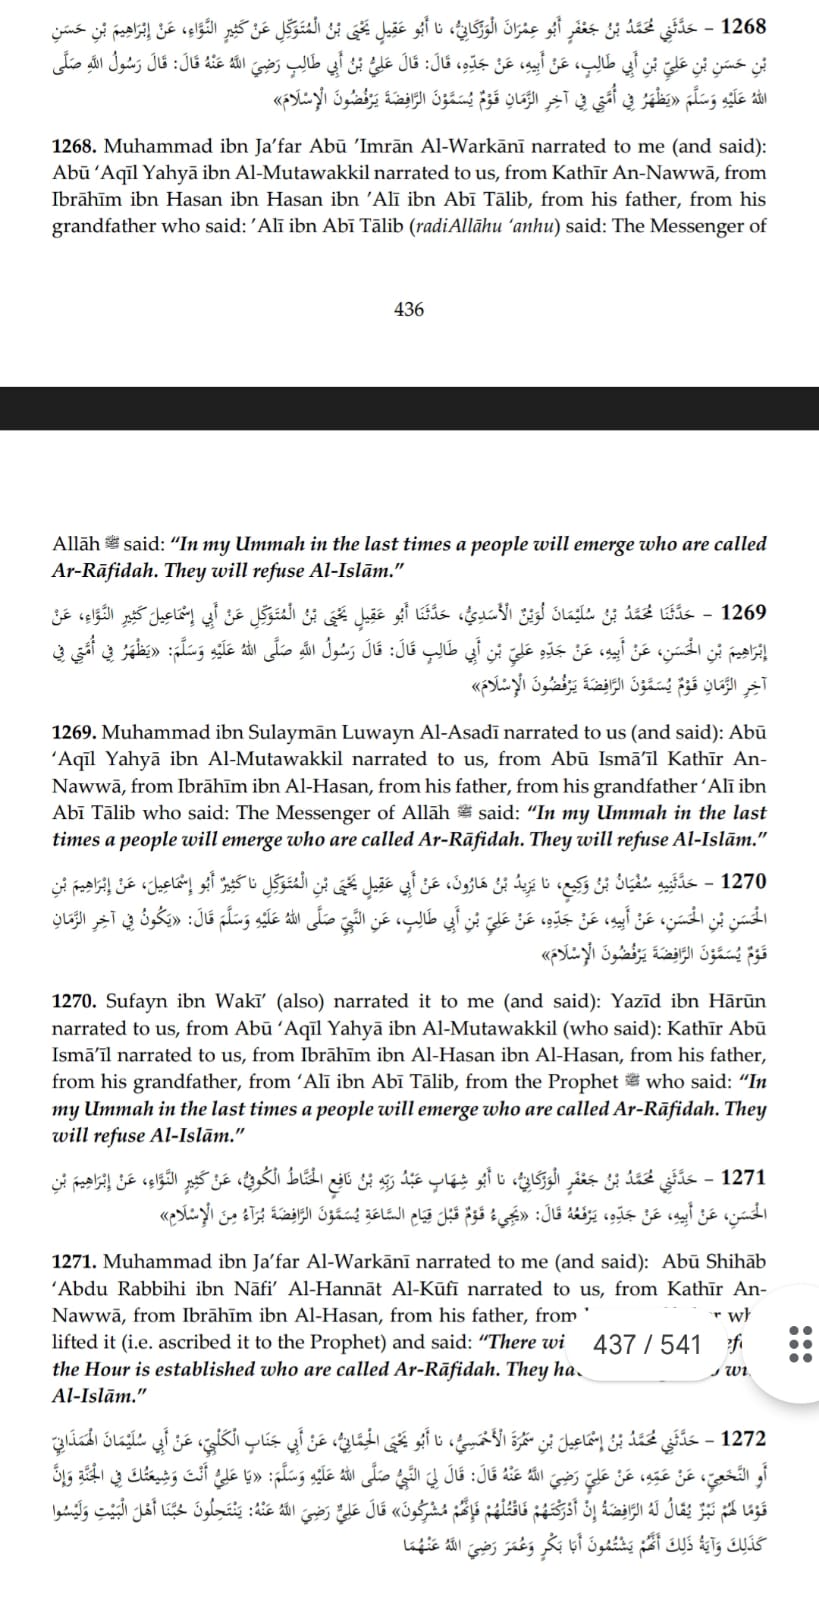 1268 – حَدَّثَنِي مُحَمَّدُ بْنُ جَعْفَرٍ أَبُو عِمْرَانَ الْوَرْكَانِيُّ، نا أَبُو عَقِيلٍ يَحْيَى بْنُ الْمُتَوَكِّلِ عَنْ كَثِيرٍ النَّوَّاءِ، عَنْ إِبْرَاهِيمَ بْنِ حَسَنِ
بْنِ حَسَنِ بْنِ عَلِيِّ بْنِ أَبِي طَالِبٍ، عَنْ أَبِيهِ، عَنْ جَدِّهِ، قَالَ: قَالَ عَلِيُّ بْنُ أَبِي طَالِبٍ رَضِيَ اللَّهُ عَنْهُ قَالَ: قَالَ رَسُولُ اللَّهِ صَلَّى
اللهُ عَلَيْهِ وَسَلَّمَ «يَظْهَرُ فِي أُمَّتِي فِي آخِرِ الزَّمَانِ قَوْمٌ يُسَمَّوْنَ الرَّافِضَةَ يَرْفُضُونَ الْإِسْلَامَ»
1268. Muhammad ibn Ja’far Abū ’Imrān Al-Warkānī narrated to me (and said):
Abū ‘Aqīl Yahyā ibn Al-Mutawakkil narrated to us, from Kathīr An-Nawwā, from
Ibrāhīm ibn Hasan ibn Hasan ibn ’Alī ibn Abī Tālib, from his father, from his
grandfather who said: ’Alī ibn Abī Tālib (radiAllāhu ‘anhu) said: The Messenger of
436
Allāh ﷺ said: “In my Ummah in the last times a people will emerge who are called
Ar-Rāfidah. They will refuse Al-Islām.”
1269 – حَدَّثَنَا مُحَمَّدُ بْنُ سُلَيْمَانَ لُوَيْنٌ الْأَسَدِيُّ، حَدَّثَنَا أَبُو عَقِيلٍ يَحْيَى بْنُ الْمُتَوَكِّلِ عَنْ أَبِي إِسْمَاعِيلَ كَثِيرٍ النَّوَّاءِ، عَنْ
إِبْرَاهِيمَ بْنِ الْحَسَنِ، عَنْ أَبِيهِ، عَنْ جَدِّهِ عَلِيِّ بْنِ أَبِي طَالِبٍ قَالَ: قَالَ رَسُولُ اللَّهِ صَلَّى اللهُ عَلَيْهِ وَسَلَّمَ: «يَظْهَرُ فِي أُمَّتِي فِي
آخِرِ الزَّمَانِ قَوْمٌ يُسَمَّوْنَ الرَّافِضَةَ يَرْفُضُونَ الْإِسْلَامَ»
1269. Muhammad ibn Sulaymān Luwayn Al-Asadī narrated to us (and said): Abū
‘Aqīl Yahyā ibn Al-Mutawakkil narrated to us, from Abū Ismā’īl Kathīr An-
Nawwā, from Ibrāhīm ibn Al-Hasan, from his father, from his grandfather ‘Alī ibn
Abī Tālib who said: The Messenger of Allāh ﷺ said: “In my Ummah in the last
times a people will emerge who are called Ar-Rāfidah. They will refuse Al-Islām.”
1270 – حَدَّثَنِيهِ سُفْيَانُ بْنُ وَكِيعٍ، نا يَزِيدُ بْنُ هَارُونَ، عَنْ أَبِي عَقِيلٍ يَحْيَى بْنِ الْمُتَوَكِّلِ نا كَثِيرٌ أَبُو إِسْمَاعِيلَ، عَنْ إِبْرَاهِيمَ بْنِ
الْحَسَنِ بْنِ الْحَسَنِ، عَنْ أَبِيهِ، عَنْ جَدِّهِ، عَنْ عَلِيِّ بْنِ أَبِي طَالِبٍ، عَنِ النَّبِيِّ صَلَّى اللهُ عَلَيْهِ وَسَلَّمَ قَالَ: «يَكُونُ فِي آخِرِ الزَّمَانِ
قَوْمٌ يُسَمَّوْنَ الرَّافِضَةَ يَرْفُضُونَ الْإِسْلَامَ»
1270. Sufayn ibn Wakī’ (also) narrated it to me (and said): Yazīd ibn Hārūn
narrated to us, from Abū ‘Aqīl Yahyā ibn Al-Mutawakkil (who said): Kathīr Abū
Ismā’īl narrated to us, from Ibrāhīm ibn Al-Hasan ibn Al-Hasan, from his father,
from his grandfather, from ‘Alī ibn Abī Tālib, from the Prophet ﷺ who said: “In
my Ummah in the last times a people will emerge who are called Ar-Rāfidah. They
will refuse Al-Islām.”
1271 – حَدَّثَنِي مُحَمَّدُ بْنُ جَعْفَرٍ الْوَرْكَانِيُّ، نا أَبُو شِهَابٍ عَبْدُ رَبِّهِ بْنُ نَافِعٍ الْحَنَّاطُ الْكُوفِيُّ، عَنْ كَثِيرٍ النَّوَّاءِ، عَنْ إِبْرَاهِيمَ بْنِ
الْحَسَنِ، عَنْ أَبِيهِ، عَنْ جَدِّهِ، يَرْفَعُهُ قَالَ: «يَجِيءُ قَوْمٌ قَبْلَ قِيَامِ السَّاعَةِ يُسَمَّوْنَ الرَّافِضَةَ بُرَآءُ مِنَ الْإِسْلَامِ»
1271. Muhammad ibn Ja’far Al-Warkānī narrated to me (and said): Abū Shihāb
‘Abdu Rabbihi ibn Nāfi’ Al-Hannāt Al-Kūfī narrated to us, from Kathīr An-
Nawwā, from Ibrāhīm ibn Al-Hasan, from his father, from
lifted it (i.e. ascribed it to the Prophet) and said: “There
437 / 541
the Hour is established who are called Ar-Rāfidah. They
Al-Islām.”
1272 – حَدَّثَنِي مُحَمَّدُ بْنُ إِسْمَاعِيلَ بْنِ سَمُرَةَ الْأَحْمَسِيُّ، نا أَبُو يَحْيَى الْحِمَّانِيُّ، عَنْ أَبِي جَنَابٍ الْكَلْبِيِّ، عَنْ أَبِي سُلَيْمَانَ الْهَمْدَانِيِّ
أَوِ النَّخَعِيِّ، عَنْ عَمِّهِ، عَنْ عَلِيٍّ رَضِيَ اللَّهُ عَنْهُ قَالَ: قَالَ لِيَ النَّبِيُّ صَلَّى اللهُ عَلَيْهِ وَسَلَّمَ: «يَا عَلِيُّ أَنْتَ وَشِيعَتُكَ فِي الْجَنَّةِ وَإِنَّ
قَوْمًا لَهُمْ نَبْزٌ يُقَالُ لَهُ الرَّافِضَةُ إِنْ أَدْرَكْتَهُمْ فَاقْتُلْهُمْ فَإِنَّهُمْ مُشْرِكُونَ» قَالَ عَلِيٌّ رَضِيَ اللَّهُ عَنْهُ: يَنْتَحِلُونَ حُبَّنَا أَهْلَ الْبَيْتِ وَلَيْسُوا
كَذَلِكَ وَآيَةُ ذَلِكَ أَنَّهُمْ يَشْتُمُونَ أَبَا بَكْرٍ وَعُمَرَ رَضِيَ اللَّهُ عَنْهُمَا